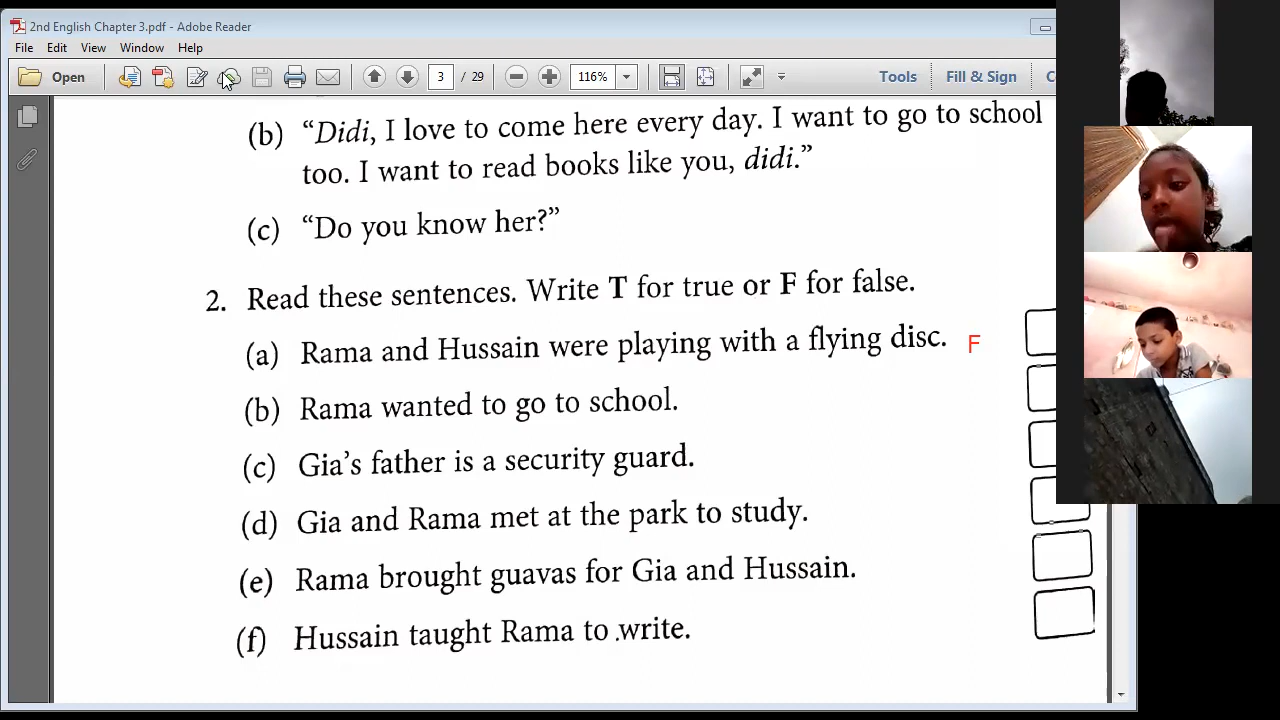 2nd English Chapter 3.pdf - Adobe Reader
File Edit View Window Help
Open 3 / 29 116% Tools Fill & Sign
(b) “Didi, I love to come here every day. I want to go to school
too. I want to read books like you, didi.”
(c) “Do you know her?”
2. Read these sentences. Write T for true or F for false.
(a) Rama and Hussain were playing with a flying disc. F
(b) Rama wanted to go to school.
(c) Gia’s father is a security guard.
(d) Gia and Rama met at the park to study.
(e) Rama brought guavas for Gia and Hussain.
(f) Hussain taught Rama to .write.